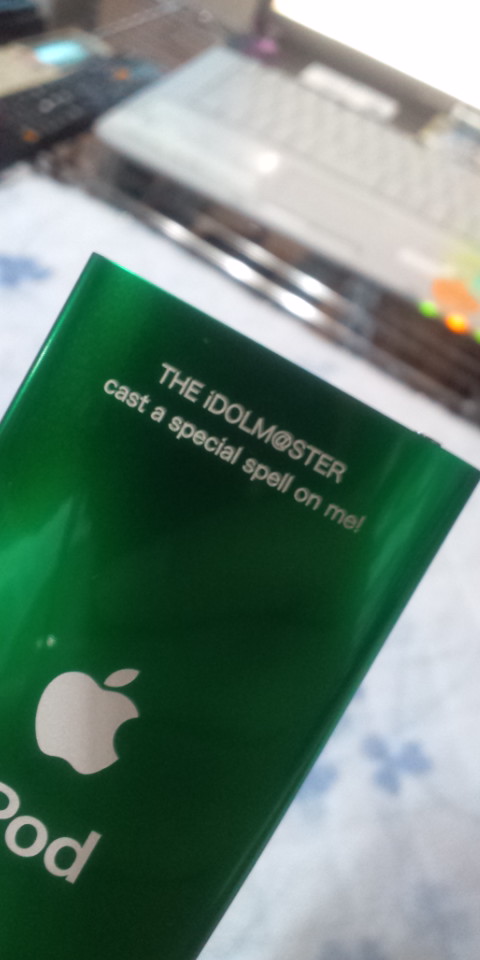 THE iDOLM@STER
cast a special spell on me!
Pod